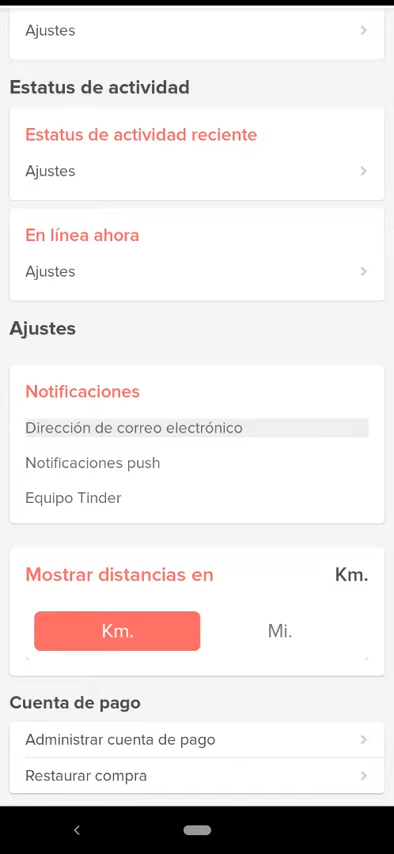 Ajustes
Estatus de actividad
Estatus de actividad reciente
Ajustes
En línea ahora
Ajustes
Ajustes
Notificaciones
Dirección de correo electrónico
Notificaciones push
Equipo Tinder
Mostrar distancias en Km.
Km. Mi.
Cuenta de pago
Administrar cuenta de pago
Restaurar compra